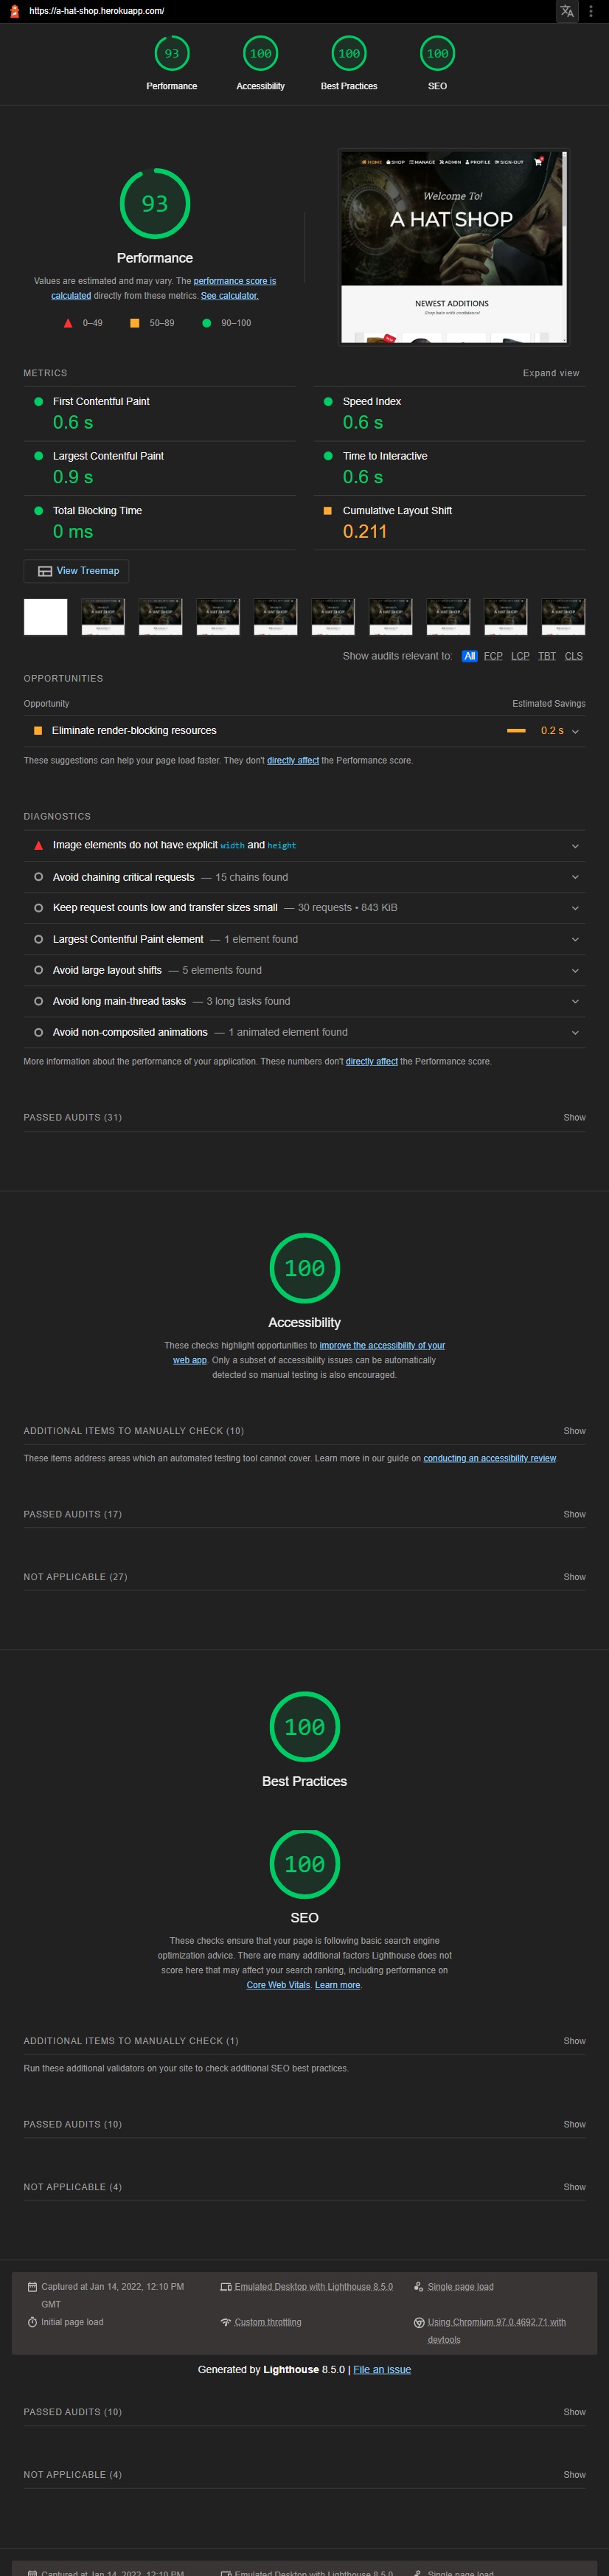 https://a-hat-shop.herokuapp.com/
93 100 100 100
Performance Accessibility Best Practices SEO
93
Performance
Values are estimated and may vary. The performance score is
calculated directly from these metrics. See calculator.
0–49 50–89 90–100
HOME SHOP MANAGE ADMIN PROFILE SIGN-OUT
Welcome To!
A HAT SHOP
NEWEST ADDITIONS
Shop hats with confidence!
METRICS Expand view
First Contentful Paint
0.6 s
Speed Index
0.6 s
Largest Contentful Paint
0.9 s
Time to Interactive
0.6 s
Total Blocking Time
0 ms
Cumulative Layout Shift
0.211
View Treemap
A HAT SHOP A HAT SHOP A HAT SHOP A HAT SHOP A HAT SHOP A HAT SHOP A HAT SHOP A HAT SHOP A HAT SHOP
Show audits relevant to: All FCP LCP TBT CLS
OPPORTUNITIES
Opportunity Estimated Savings
Eliminate render-blocking resources 0.2 s
These suggestions can help your page load faster. They don't directly affect the Performance score.
DIAGNOSTICS
Image elements do not have explicit width and height
Avoid chaining critical requests — 15 chains found
Keep request counts low and transfer sizes small — 30 requests • 843 KiB
Largest Contentful Paint element — 1 element found
Avoid large layout shifts — 5 elements found
Avoid long main-thread tasks — 3 long tasks found
Avoid non-composited animations — 1 animated element found
More information about the performance of your application. These numbers don't directly affect the Performance score.
PASSED AUDITS (31) Show
100
Accessibility
These checks highlight opportunities to improve the accessibility of your
web app. Only a subset of accessibility issues can be automatically
detected so manual testing is also encouraged.
ADDITIONAL ITEMS TO MANUALLY CHECK (10) Show
These items address areas which an automated testing tool cannot cover. Learn more in our guide on conducting an accessibility review.
PASSED AUDITS (17) Show
NOT APPLICABLE (27) Show
100
Best Practices
100
SEO
These checks ensure that your page is following basic search engine
optimization advice. There are many additional factors Lighthouse does not
score here that may affect your search ranking, including performance on
Core Web Vitals. Learn more.
ADDITIONAL ITEMS TO MANUALLY CHECK (1) Show
Run these additional validators on your site to check additional SEO best practices.
PASSED AUDITS (10) Show
NOT APPLICABLE (4) Show
Captured at Jan 14, 2022, 12:10 PM
GMT
Emulated Desktop with Lighthouse 8.5.0
Single page load
Initial page load
Custom throttling
Using Chromium 97.0.4692.71 with
devtools
Generated by Lighthouse 8.5.0 | File an issue
PASSED AUDITS (10) Show
NOT APPLICABLE (4) Show
Captured at Jan 14, 2022, 12:10 PM Emulated Desktop with Lighthouse 8.5.0 Single page load